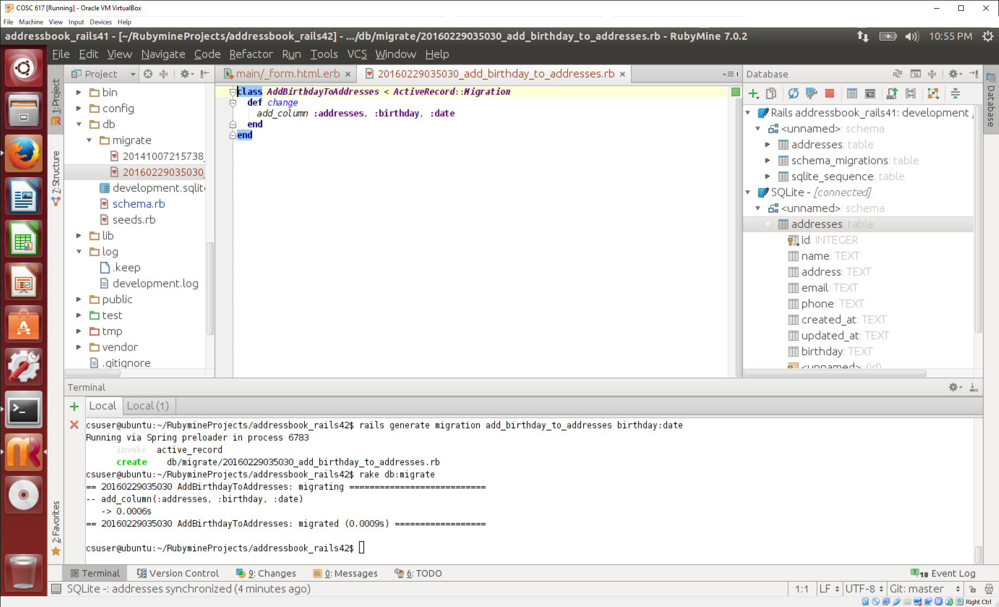 COSC 617 [Running] - Oracle VM VirtualBox
File Machine View Input Devices Help
addressbook_rails41 - [~/RubymineProjects/addressbook_rails42] - .../db/migrate/20160229035030_add_birthday_to_addresses.rb - RubyMine 7.0.2
10:55 PM
File Edit View Navigate Code Refactor Run Tools VCS Window Help
1: Project
7: Structure
2: Favorites
Project
bin
config
db
migrate
20141007215738_
20160229035030_
development.sqlite
schema.rb
seeds.rb
lib
log
.keep
development.log
public
test
tmp
vendor
.gitignore
main/_form.html.erb
20160229035030_add_birthday_to_addresses.rb
1
class AddBirthdayToAddresses < ActiveRecord::Migration
def change
add_column :addresses, :birthday, :date
end
end
Database
Database
Rails addressbook_rails41: development
<unnamed>: schema
addresses: table
schema_migrations: table
sqlite_sequence: table
SQLite - [connected]
<unnamed>: schema
addresses: table
id: INTEGER
name: TEXT
address: TEXT
email: TEXT
phone: TEXT
created_at: TEXT
updated_at: TEXT
birthday: TEXT
<unnamed>: (id)
Terminal
Local Local (1)
csuser@ubuntu:~/RubymineProjects/addressbook_rails42$ rails generate migration add_birthday_to_addresses birthday:date
Running via Spring preloader in process 6783
invoke active_record
create db/migrate/20160229035030_add_birthday_to_addresses.rb
csuser@ubuntu:~/RubymineProjects/addressbook_rails42$ rake db:migrate
== 20160229035030 AddBirthdayToAddresses: migrating ===========================
-- add_column(:addresses, :birthday, :date)
-> 0.0006s
== 20160229035030 AddBirthdayToAddresses: migrated (0.0009s) ==================
csuser@ubuntu:~/RubymineProjects/addressbook_rails42$
Terminal Version Control 9: Changes 0: Messages 6: TODO 18 Event Log
SQLite -: addresses synchronized (4 minutes ago) 1:1 LF UTF-8 Git: master
Right Ctrl